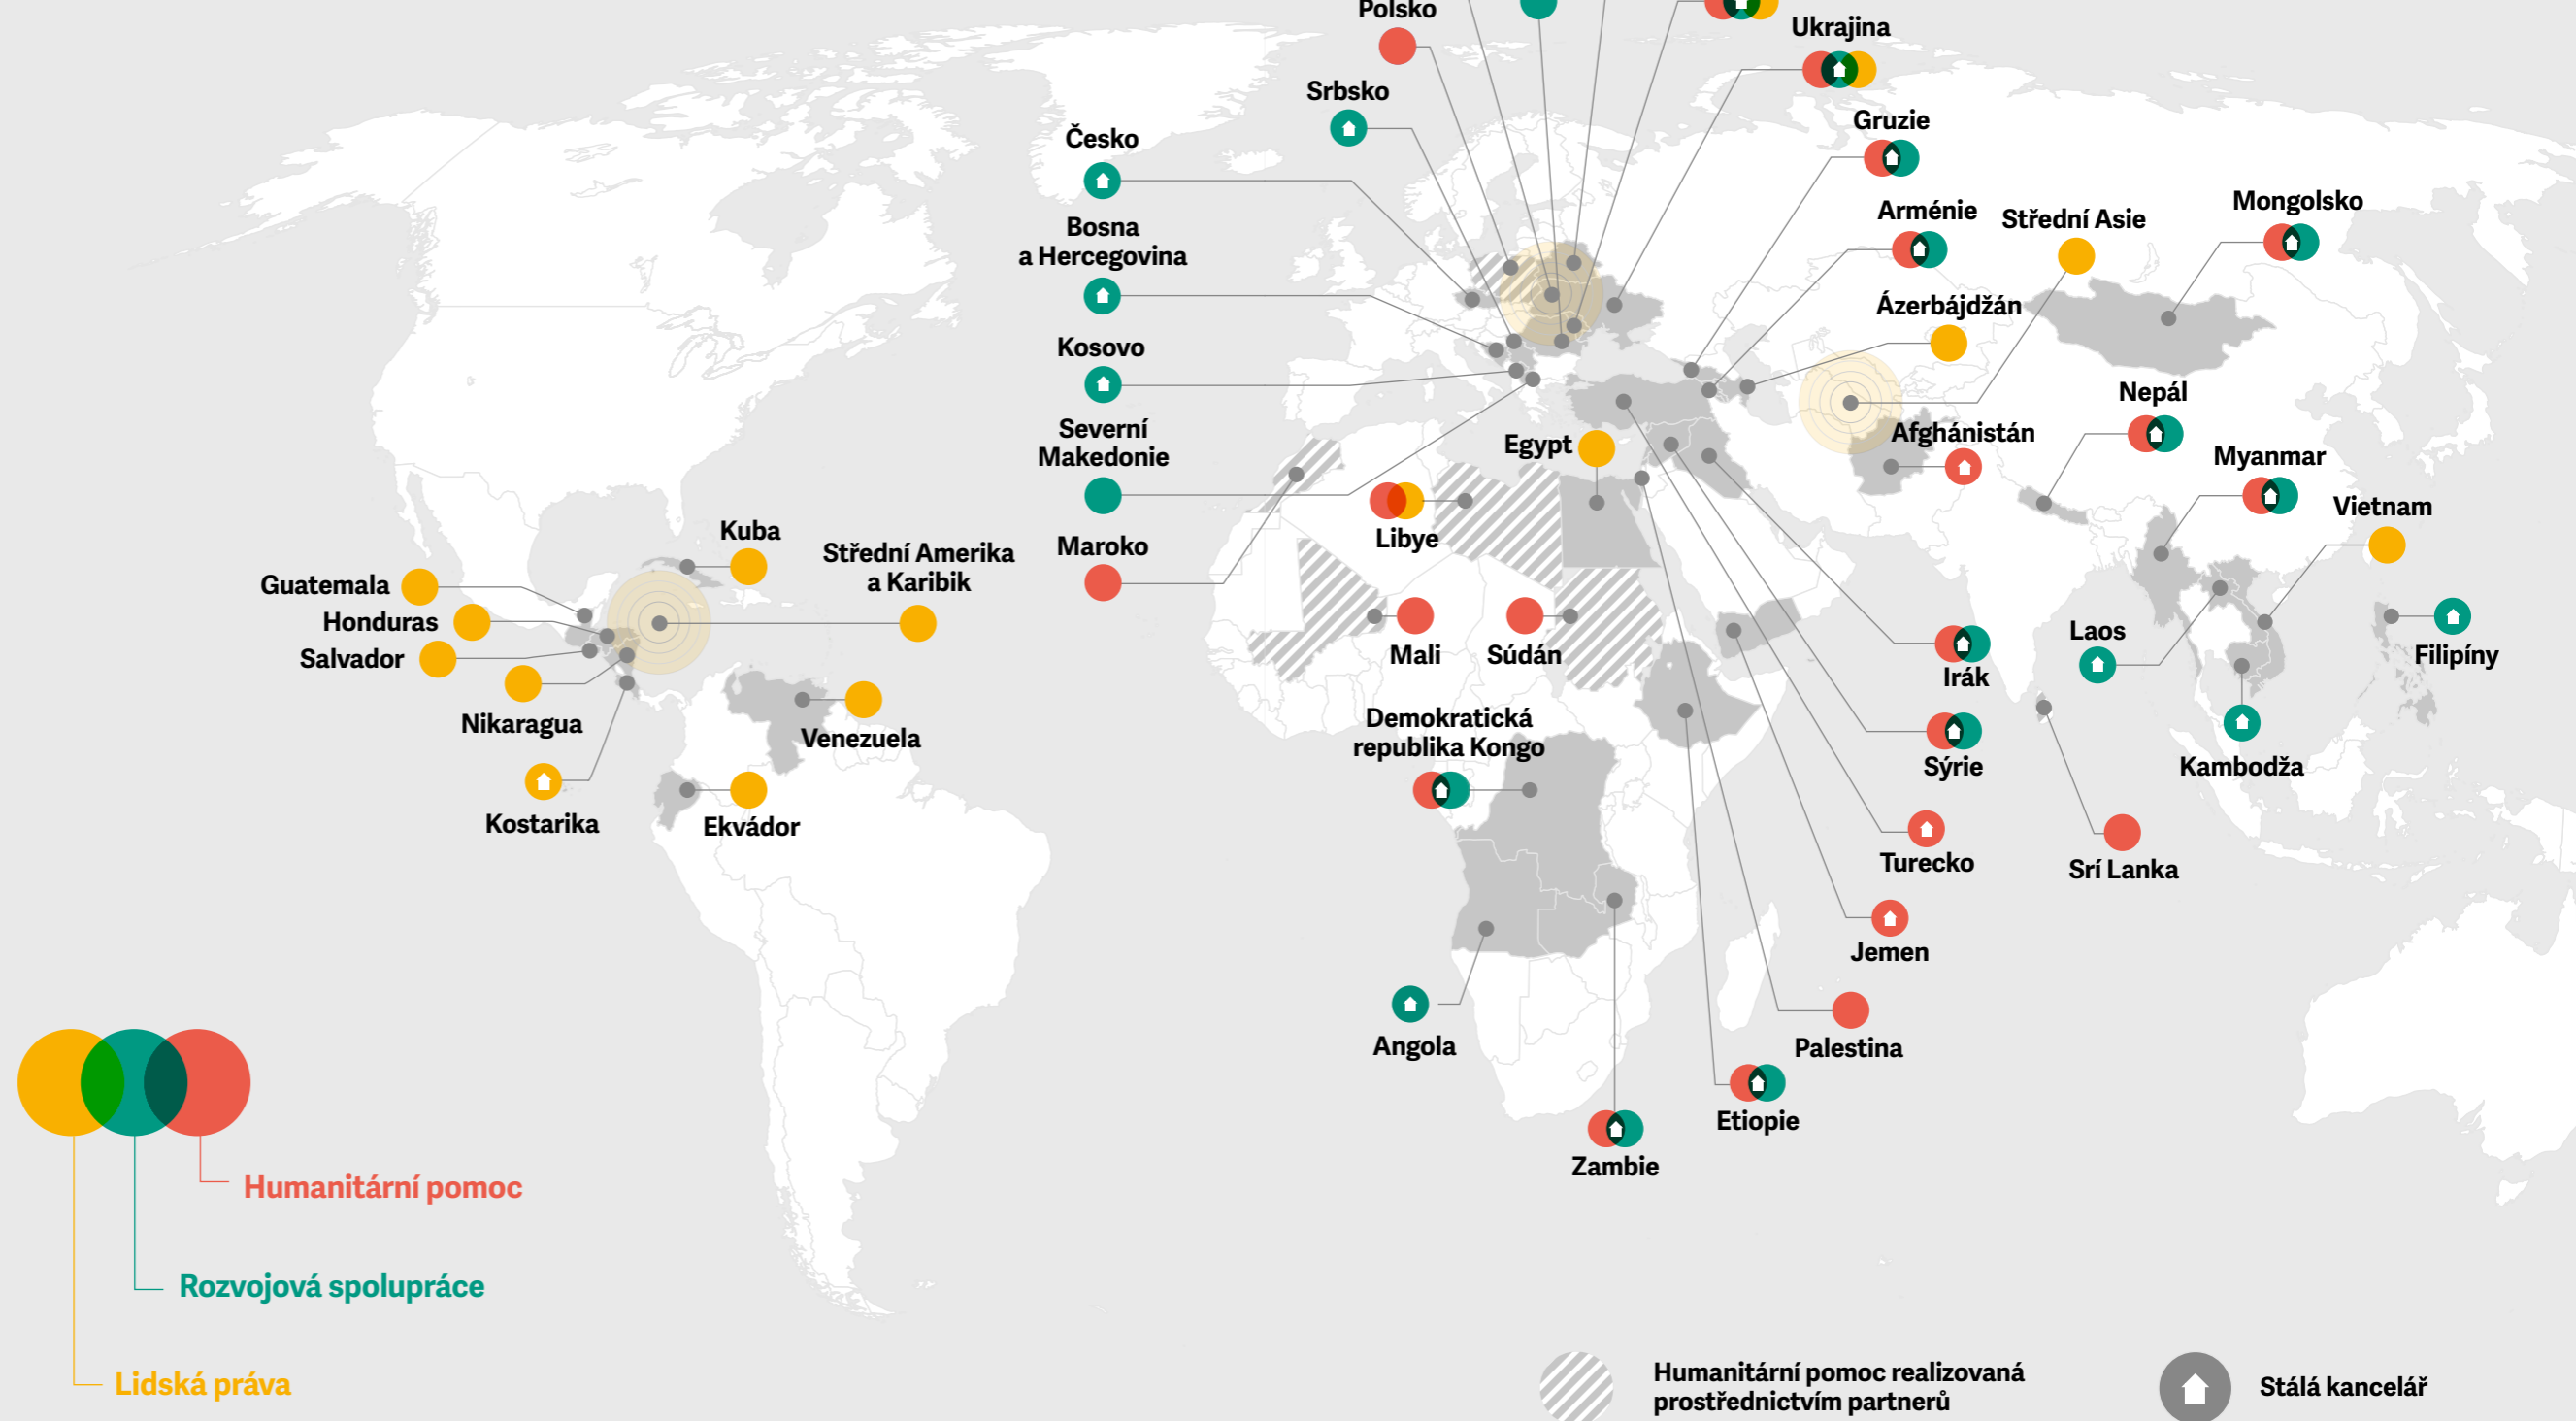 Polsko
Ukrajina
Srbsko
Gruzie
Česko
Arménie
Střední Asie
Mongolsko
Bosna
a Hercegovina
Ázerbájdžán
Kosovo
Nepál
Severní
Makedonie
Egypt
Afghánistán
Myanmar
Vietnam
Kuba
Střední Amerika
a Karibik
Maroko
Libye
Guatemala
Honduras
Salvador
Mali
Súdán
Laos
Filipíny
Irák
Nikaragua
Venezuela
Demokratická
republika Kongo
Sýrie
Kambodža
Kostarika
Ekvádor
Turecko
Srí Lanka
Jemen
Angola
Palestina
Etiopie
Zambie
Humanitární pomoc
Rozvojová spolupráce
Lidská práva
Humanitární pomoc realizovaná
prostřednictvím partnerů
Stálá kancelář